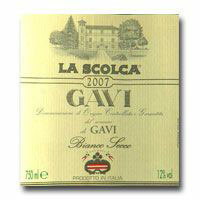 LA SCOLCA
2007
GAVI
Denominazione di Origine Controllata e Garantita
del comune
di GAVI
Bianco Secco
PRODOTTO IN ITALIA
750 ml e 12% vol